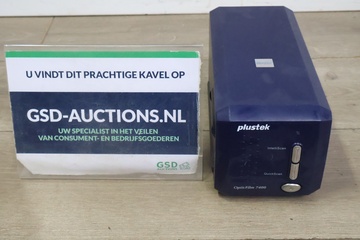 U VINDT DIT PRACHTIGE KAVEL OP
GSD-AUCTIONS.NL
UW SPECIALIST IN HET VEILEN
VAN CONSUMENT- EN BEDRIJFSGOEDEREN
GSD
plustek